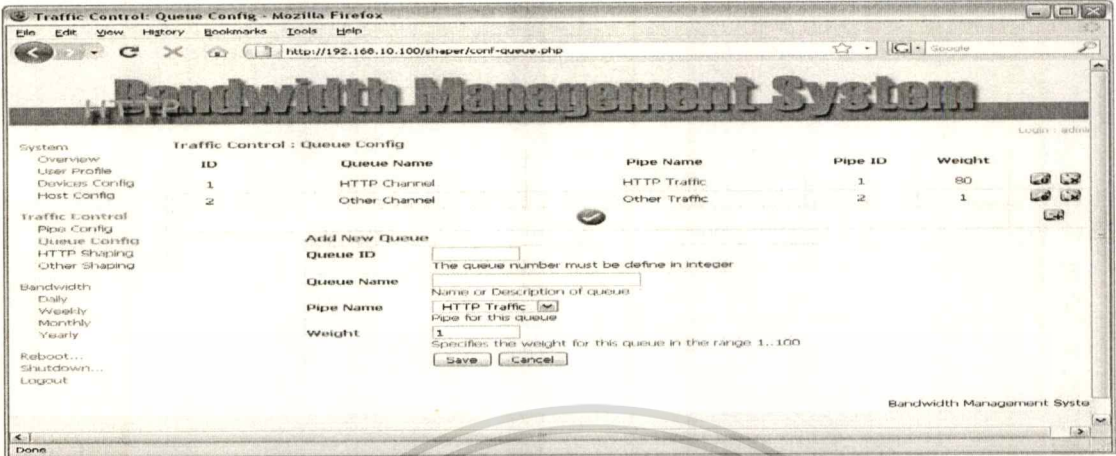 Traffic Control: Queue Config - Mozilla Firefox
File Edit View History Bookmarks Tools Help
http://192.168.10.100/shaper/conf-queue.php
Google
HTTP Bandwidth Management System
Login : admin
System
Overview
User Profile
Devices Config
Host Config
Traffic Control
Pipe Config
Queue Config
HTTP Shaping
Other Shaping
Bandwidth
Daily
Weekly
Monthly
Yearly
Reboot...
Shutdown...
Logout
Traffic Control : Queue Config
ID Queue Name Pipe Name Pipe ID Weight
1 HTTP Channel HTTP Traffic 1 80
2 Other Channel Other Traffic 2 1
Add New Queue
Queue ID
The queue number must be define in integer
Queue Name
Name or Description of queue
Pipe Name HTTP Traffic
Pipe for this queue
Weight 1
Specifies the weight for this queue in the range 1..100
Save Cancel
Bandwidth Management Syste
Done